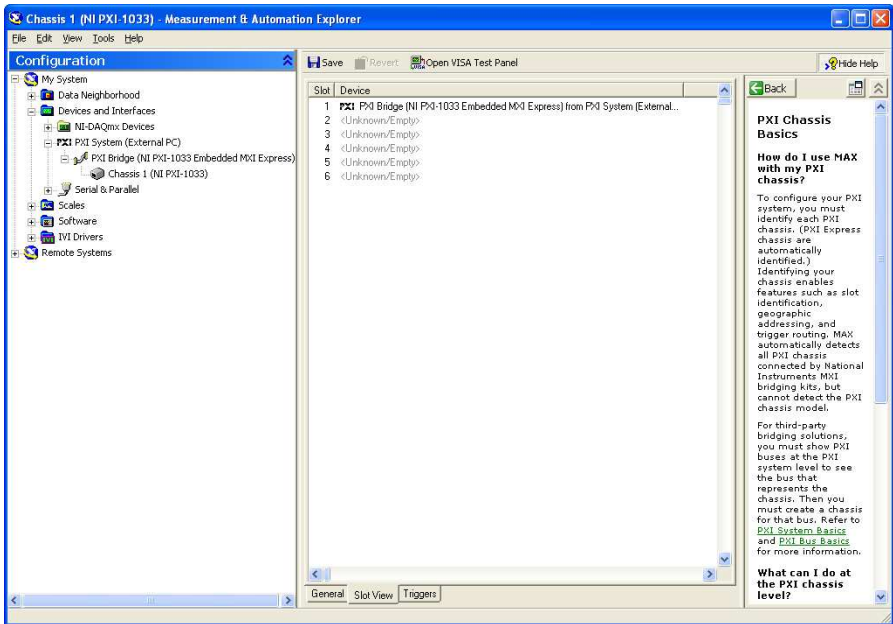 Chassis 1 (NI PXI-1033) - Measurement & Automation Explorer
File Edit View Tools Help
Configuration
My System
Data Neighborhood
Devices and Interfaces
NI-DAQmx Devices
PXI PXI System (External PC)
PXI Bridge (NI PXI-1033 Embedded MXI Express)
Chassis 1 (NI PXI-1033)
Serial & Parallel
Scales
Software
IVI Drivers
Remote Systems
Save Revert Open VISA Test Panel Hide Help
Slot Device
1 PXI PXI Bridge (NI PXI-1033 Embedded MXI Express) from PXI System (External...
2 <Unknown/Empty>
3 <Unknown/Empty>
4 <Unknown/Empty>
5 <Unknown/Empty>
6 <Unknown/Empty>
General Slot View Triggers
Back
PXI Chassis
Basics
How do I use MAX
with my PXI
chassis?
To configure your PXI
system, you must
identify each PXI
chassis. (PXI Express
chassis are
automatically
identified.)
Identifying your
chassis enables
features such as slot
identification,
geographic
addressing, and
trigger routing. MAX
automatically detects
all PXI chassis
connected by National
Instruments MXI
bridging kits, but
cannot detect the PXI
chassis model.
For third-party
bridging solutions,
you must show PXI
buses at the PXI
system level to see
the bus that
represents the
chassis. Then you
must create a chassis
for that bus. Refer to
PXI System Basics
and PXI Bus Basics
for more information.
What can I do at
the PXI chassis
level?